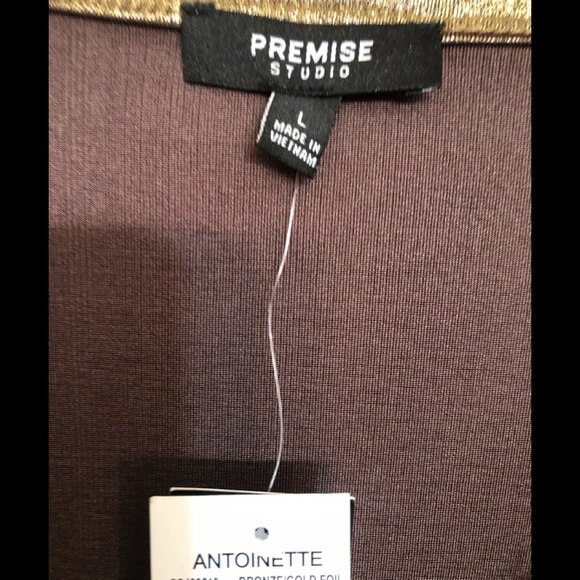 PREMISE
STUDIO
L
MADE IN
VIETNAM
ANTOINETTE
BRONZE/GOLD FOIL